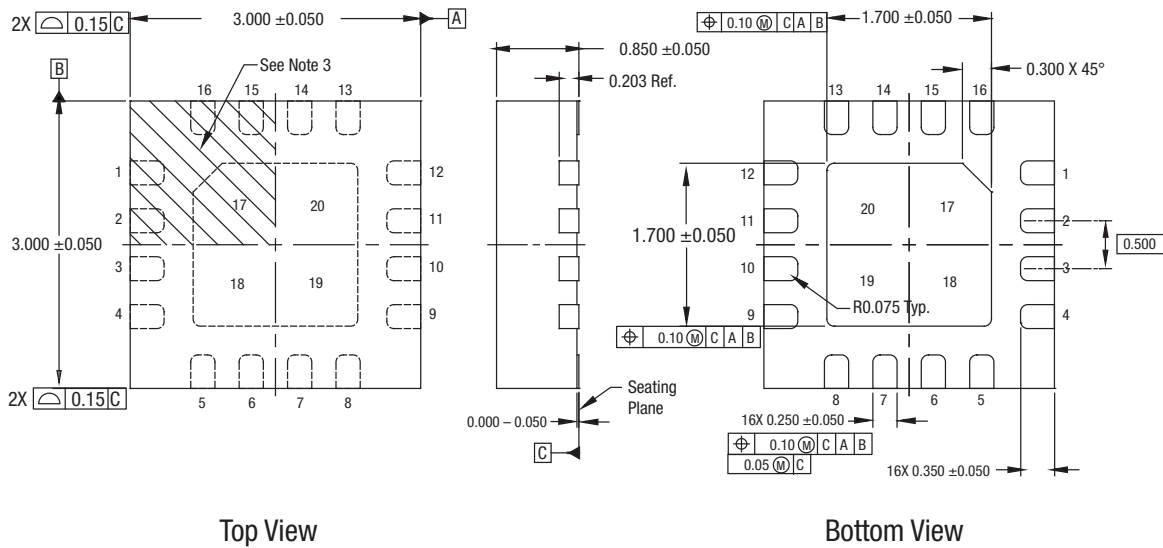 2X ⌓ 0.15 C
3.000 ±0.050
A
B
See Note 3
16 15 14 13
1
2
3
4
12
11
10
9
17 20
18 19
5 6 7 8
3.000 ±0.050
2X ⌓ 0.15 C
Top View
0.850 ±0.050
0.203 Ref.
Seating
Plane
0.000 – 0.050
C
⌖ 0.10 Ⓜ C A B
1.700 ±0.050
0.300 X 45°
13 14 15 16
12
11
10
9
1
2
3
4
20 17
19 18
1.700 ±0.050
0.500
R0.075 Typ.
⌖ 0.10 Ⓜ C A B
8 7 6 5
16X 0.250 ±0.050
⌖ 0.10 Ⓜ C A B
0.05 Ⓜ C
16X 0.350 ±0.050
Bottom View